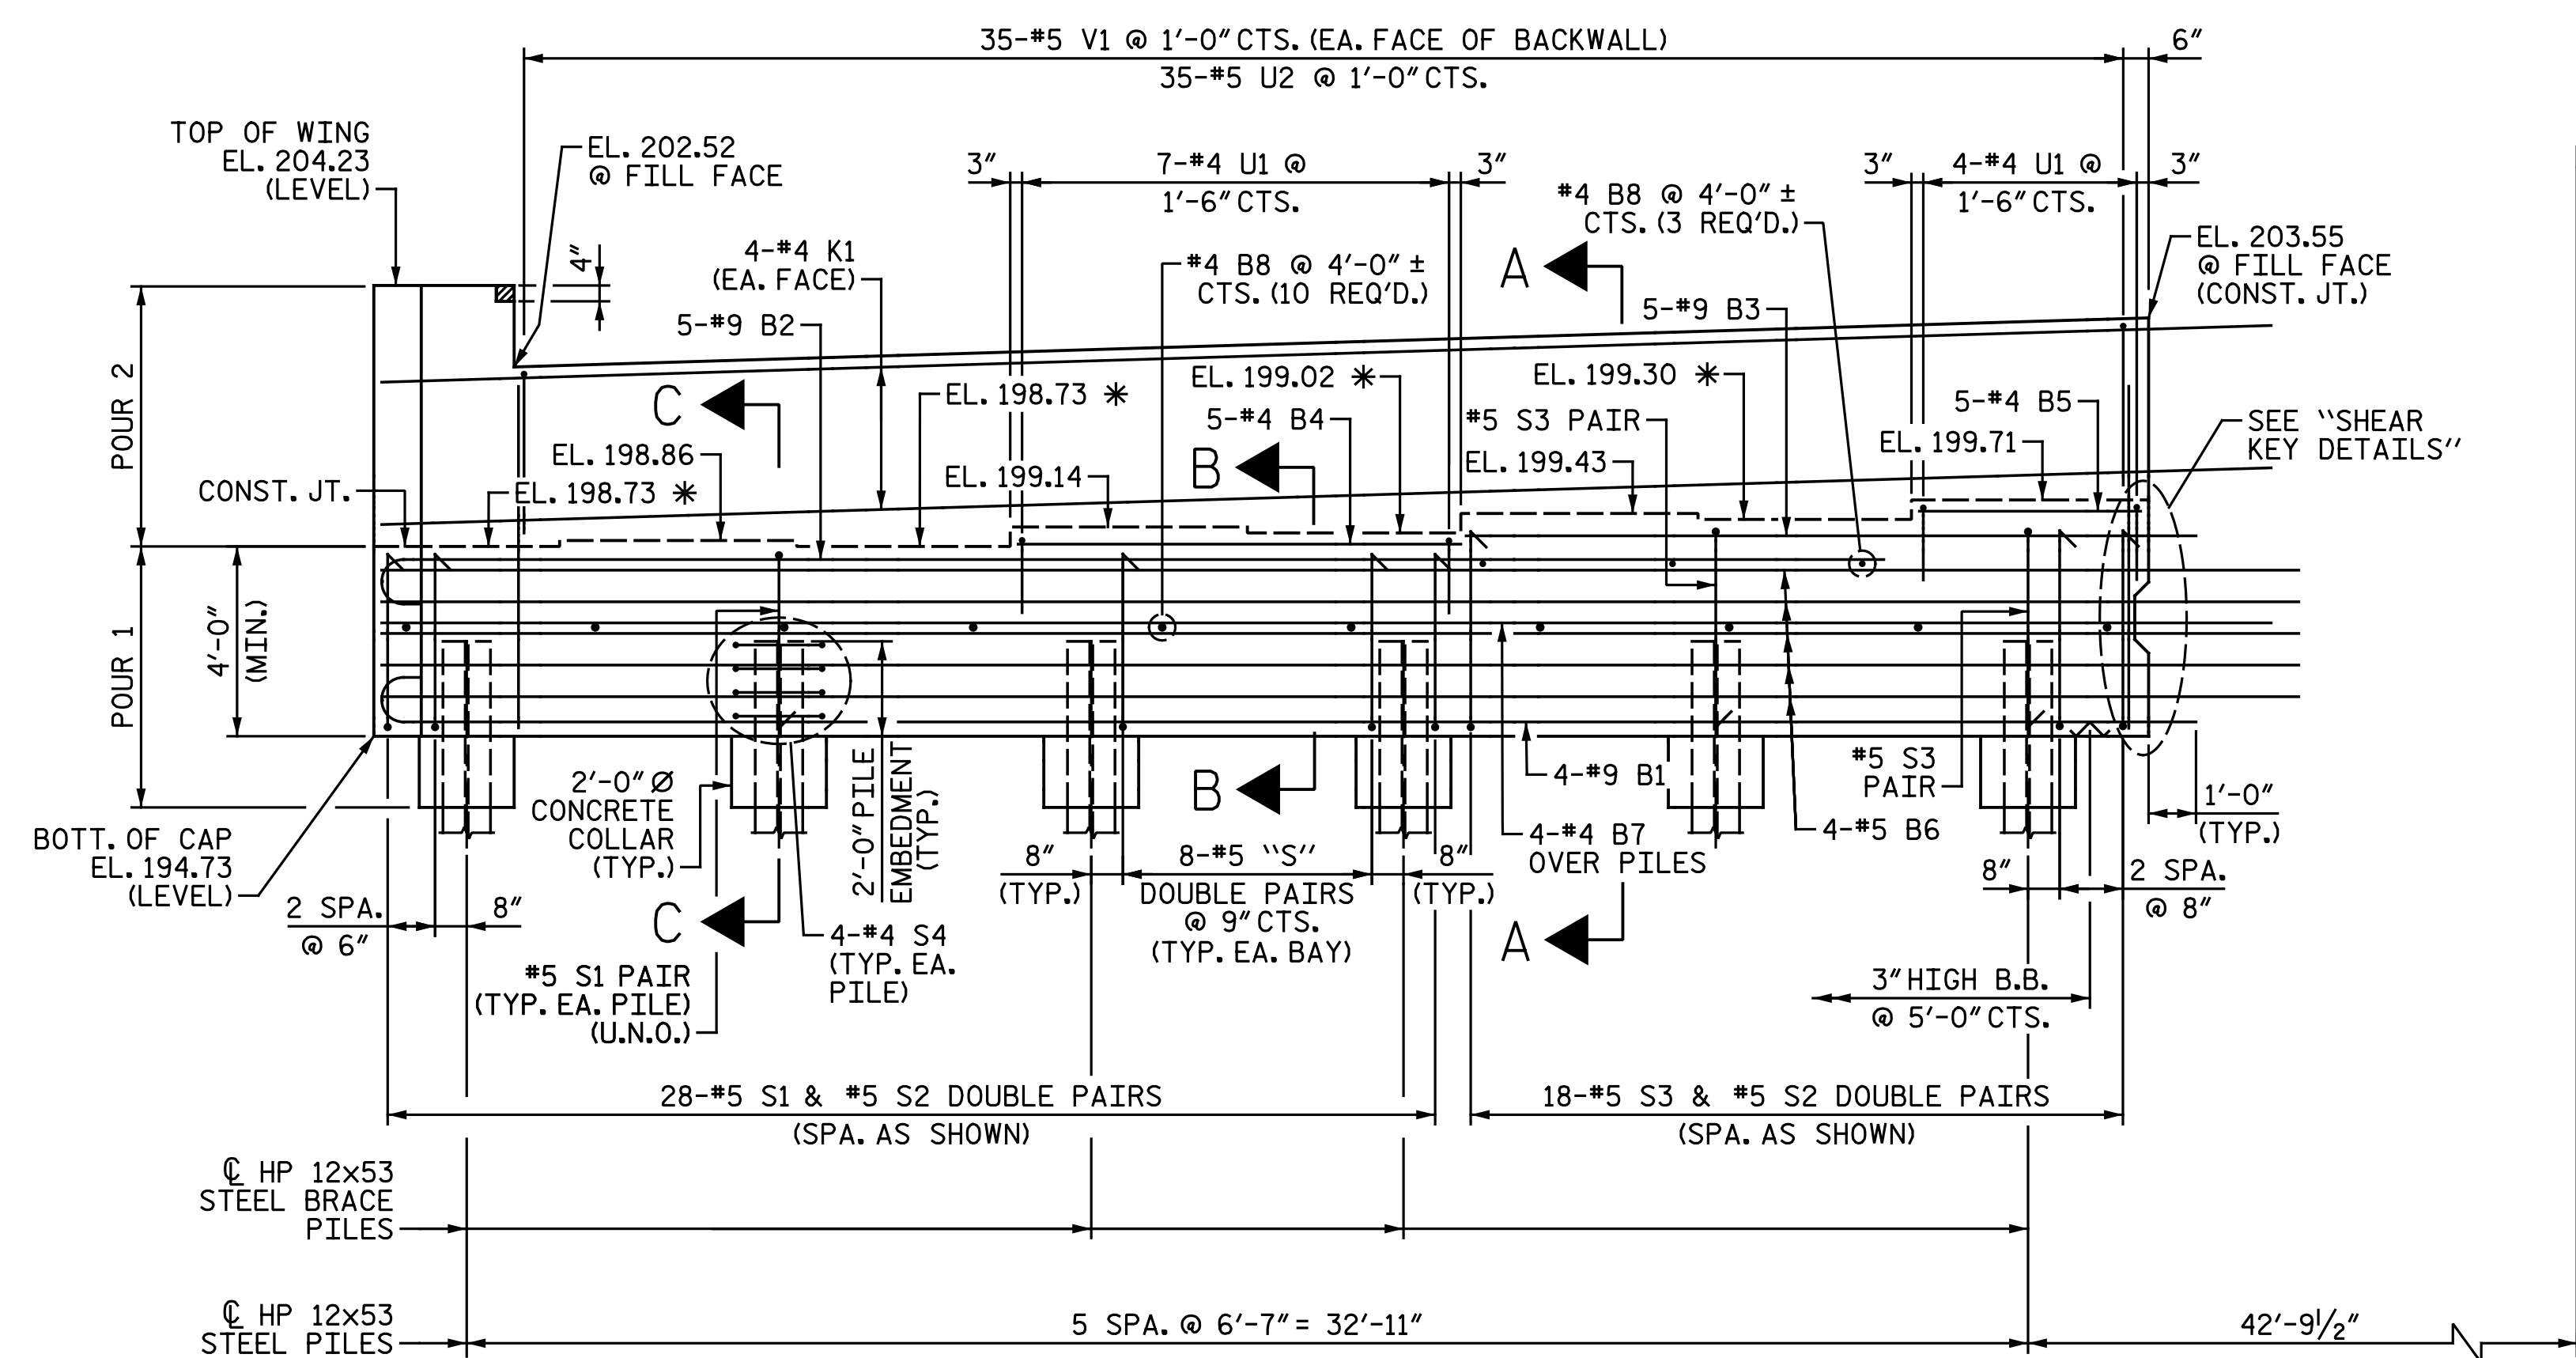 35-#5 V1 @ 1'-0" CTS. (EA. FACE OF BACKWALL)
35-#5 U2 @ 1'-0" CTS.
6"
TOP OF WING
EL. 204.23
(LEVEL)
EL. 202.52
@ FILL FACE
4"
3"
7-#4 U1 @
1'-6" CTS.
3"
#4 B8 @ 4'-0" ±
CTS. (3 REQ'D.)
3"
4-#4 U1 @
1'-6" CTS.
3"
EL. 203.55
@ FILL FACE
(CONST. JT.)
4-#4 K1
(EA. FACE)
#4 B8 @ 4'-0" ±
CTS. (10 REQ'D.)
A
5-#9 B2
5-#9 B3
C
EL. 198.73 *
EL. 199.02 *
EL. 199.30 *
5-#4 B4
#5 S3 PAIR
5-#4 B5
SEE "SHEAR
KEY DETAILS"
EL. 198.86
EL. 199.14
B
EL. 199.43
EL. 199.71
CONST. JT.
EL. 198.73 *
POUR 2
POUR 1
4'-0"
(MIN.)
BOTT. OF CAP
EL. 194.73
(LEVEL)
2'-0" Ø
CONCRETE
COLLAR
(TYP.)
2'-0" PILE
EMBEDMENT
(TYP.)
B
4-#9 B1
4-#4 B7
OVER PILES
4-#5 B6
#5 S3
PAIR
1'-0"
(TYP.)
2 SPA.
@ 6"
8"
C
4-#4 S4
(TYP. EA.
PILE)
8"
(TYP.)
8-#5 "S"
DOUBLE PAIRS
@ 9" CTS.
(TYP. EA. BAY)
8"
(TYP.)
A
8"
2 SPA.
@ 8"
#5 S1 PAIR
(TYP. EA. PILE)
(U.N.O.)
3" HIGH B.B.
@ 5'-0" CTS.
28-#5 S1 & #5 S2 DOUBLE PAIRS
(SPA. AS SHOWN)
18-#5 S3 & #5 S2 DOUBLE PAIRS
(SPA. AS SHOWN)
℄ HP 12x53
STEEL BRACE
PILES
℄ HP 12x53
STEEL PILES
5 SPA. @ 6'-7" = 32'-11"
42'-9 1/2"